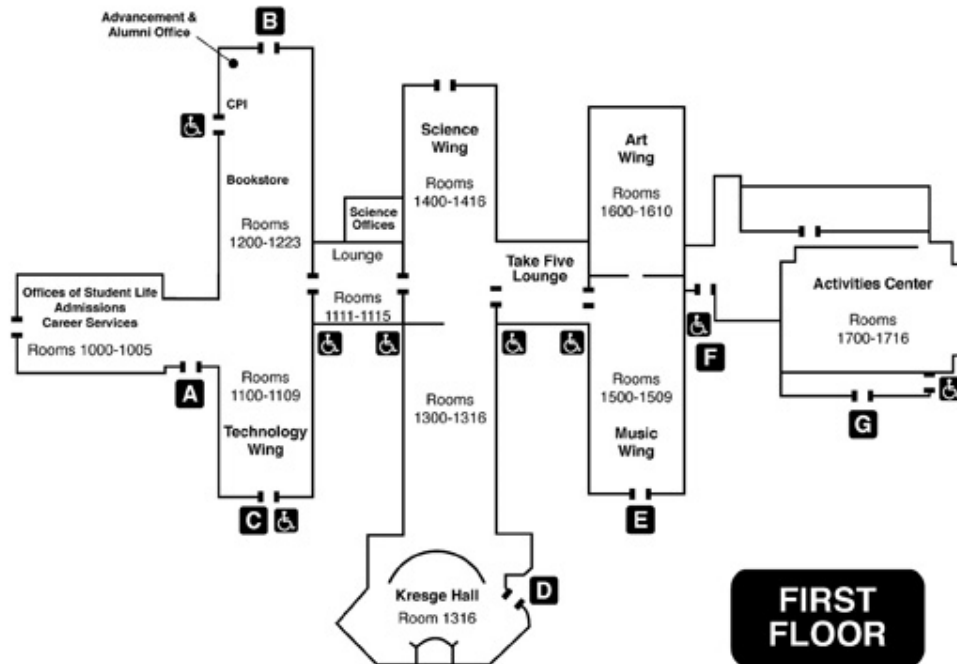 Advancement &
Alumni Office
B
CPI
Bookstore
Rooms
1200-1223
Science
Wing
Rooms
1400-1416
Science
Offices
Lounge
Art
Wing
Rooms
1600-1610
Take Five
Lounge
Activities Center
Rooms
1700-1716
Offices of Student Life
Admissions
Career Services
Rooms 1000-1005
Rooms
1111-1115
A
F
G
Rooms
1100-1109
Technology
Wing
C
Rooms
1300-1316
Rooms
1500-1509
Music
Wing
E
D
Kresge Hall
Room 1316
FIRST
FLOOR